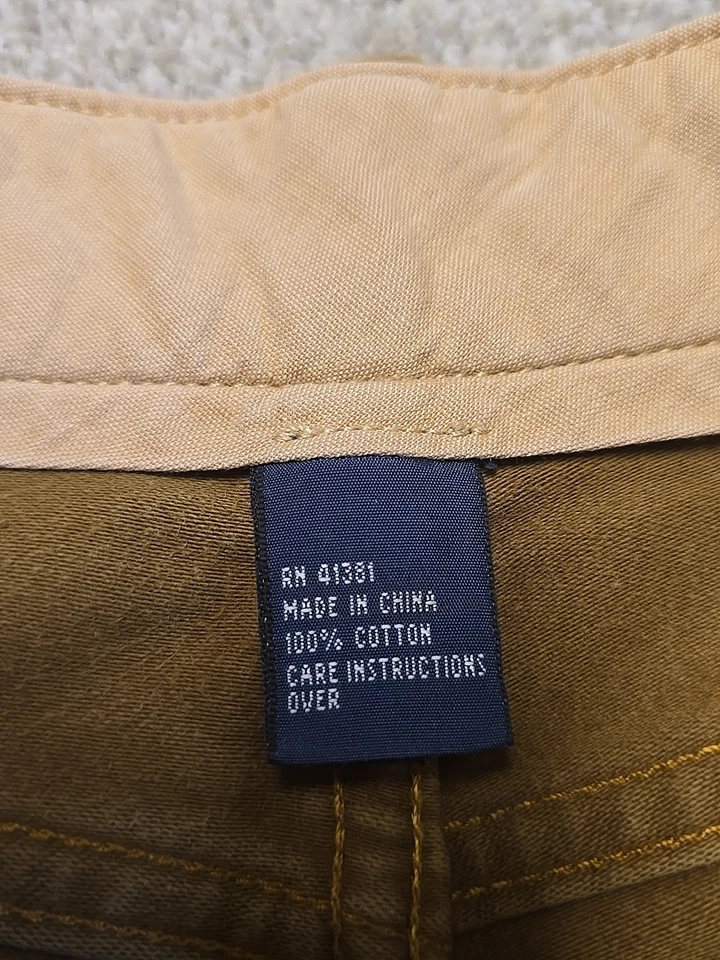 RN 41381
MADE IN CHINA
100% COTTON
CARE INSTRUCTIONS
OVER